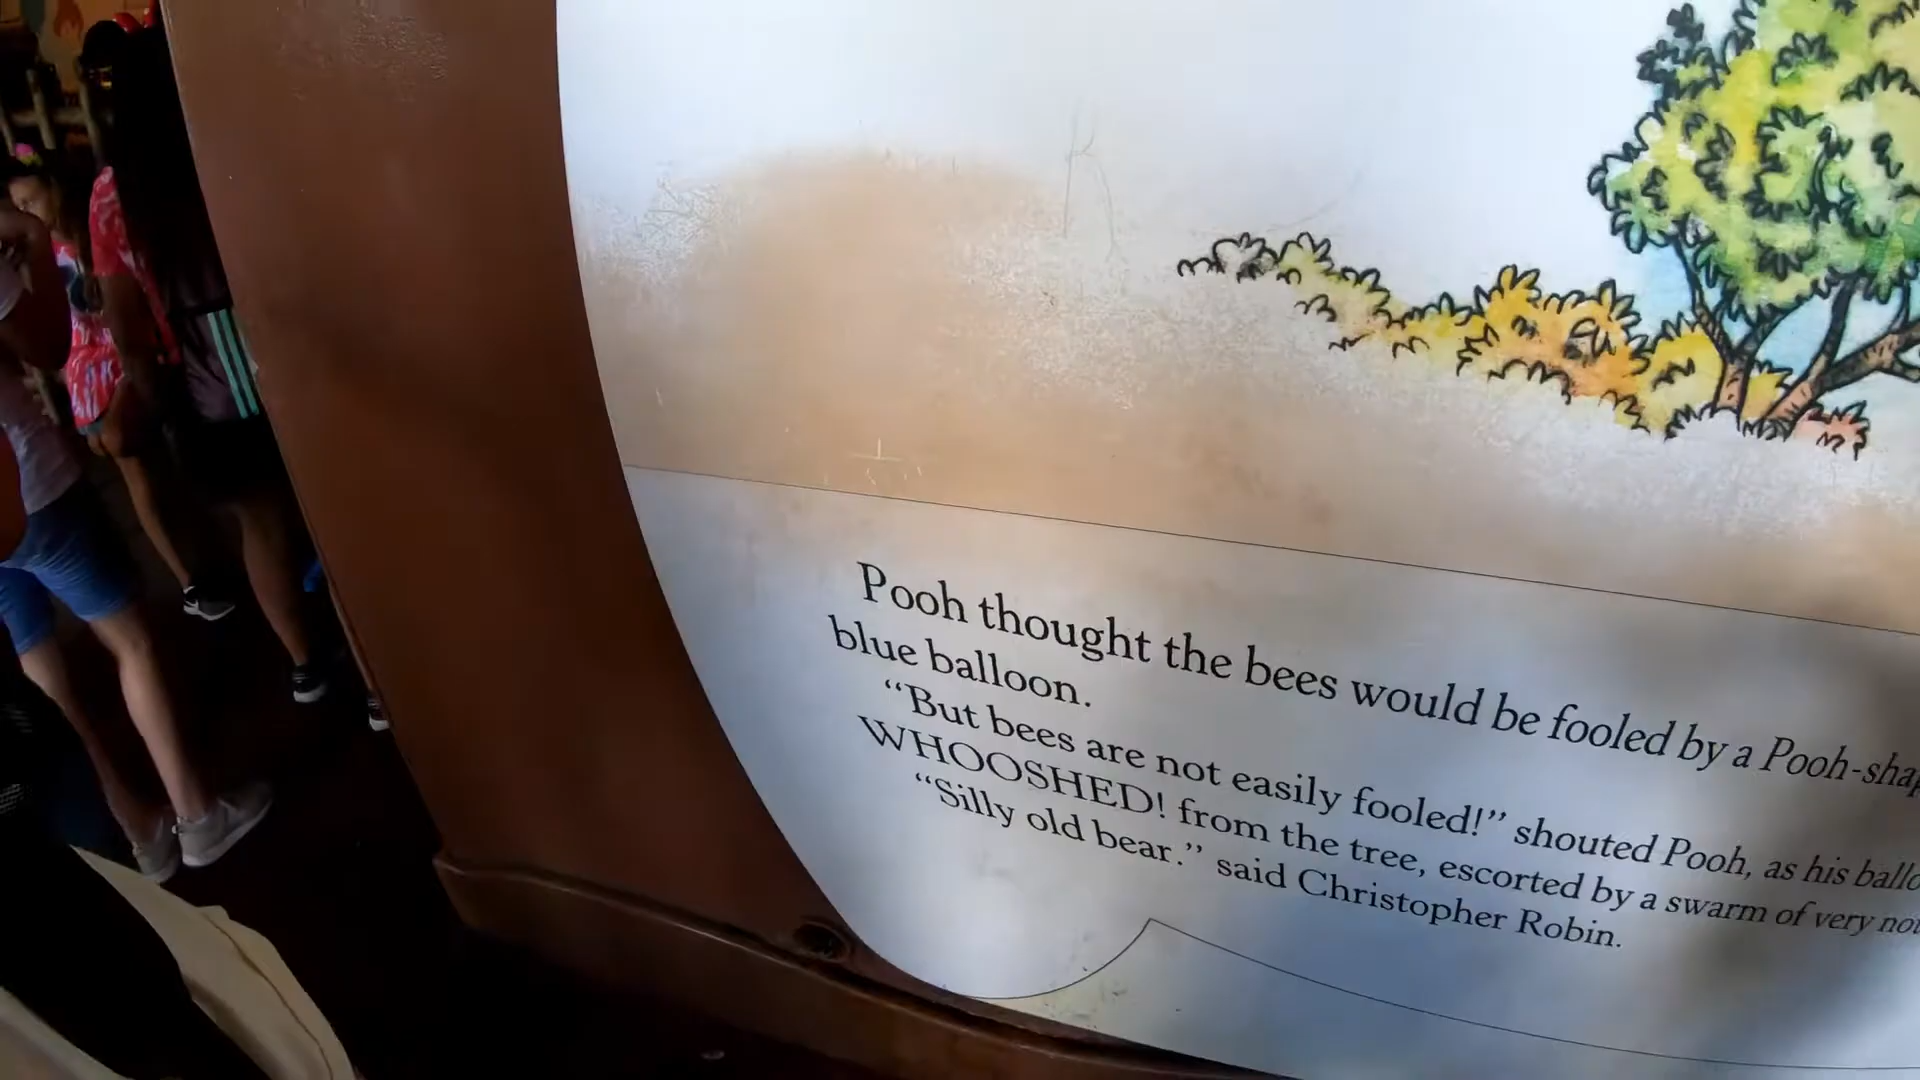 Pooh thought the bees would be fooled by a Pooh-shap
blue balloon.
“But bees are not easily fooled!” shouted Pooh, as his ballo
WHOOSHED! from the tree, escorted by a swarm of very no
“Silly old bear.” said Christopher Robin.